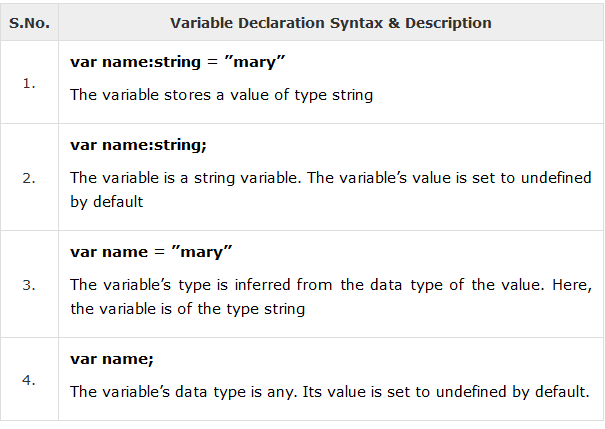 S.No. Variable Declaration Syntax & Description
1.
var name:string = ”mary”
The variable stores a value of type string
2.
var name:string;
The variable is a string variable. The variable’s value is set to undefined
by default
3.
var name = ”mary”
The variable’s type is inferred from the data type of the value. Here,
the variable is of the type string
4.
var name;
The variable’s data type is any. Its value is set to undefined by default.